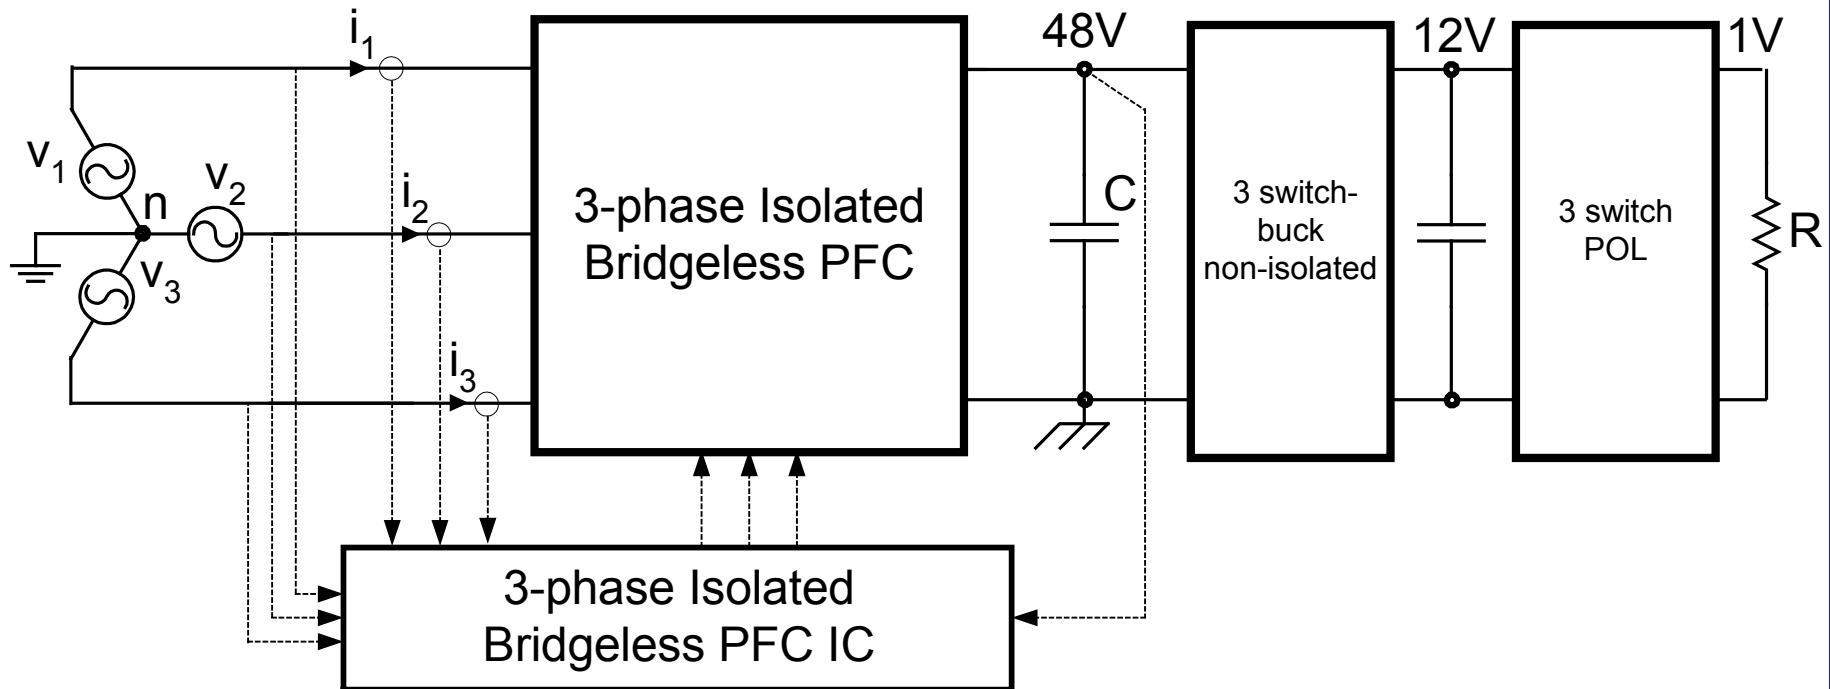 i1
48V
12V
1V
v1
v2
n
i2
3-phase Isolated
Bridgeless PFC
C
3 switch-
buck
non-isolated
3 switch
POL
R
v3
i3
3-phase Isolated
Bridgeless PFC IC